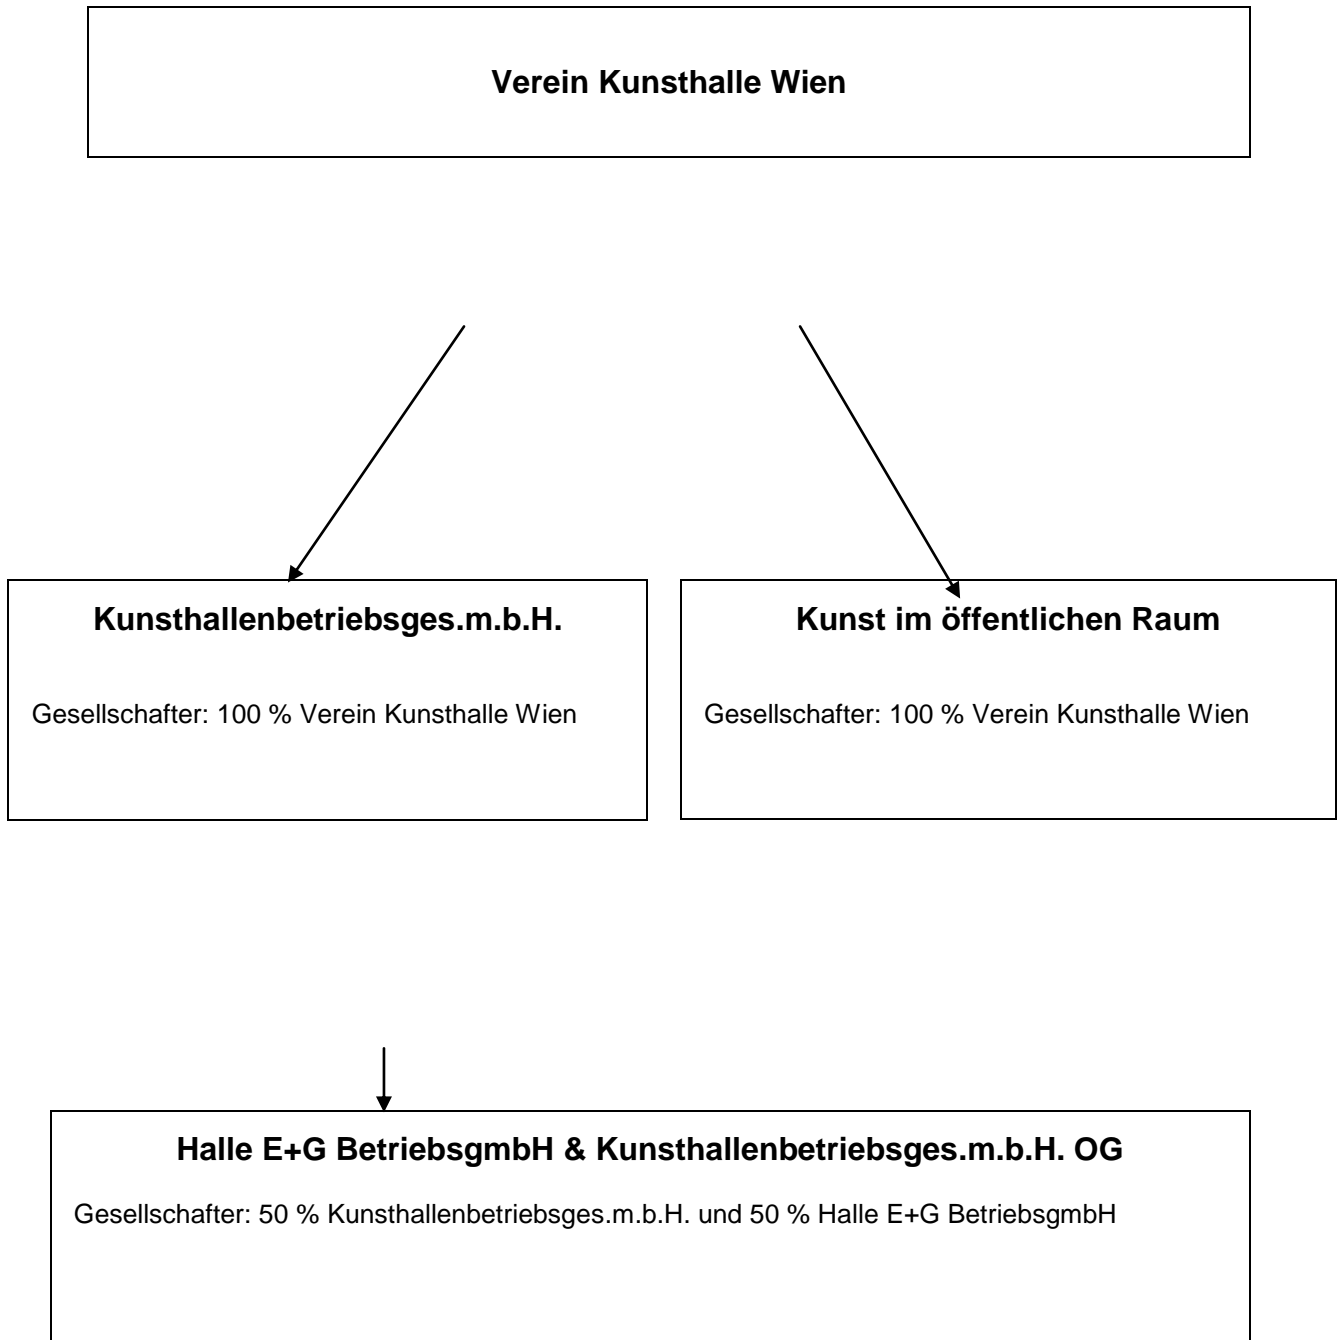 Verein Kunsthalle Wien
Kunsthallenbetriebsges.m.b.H.
Gesellschafter: 100 % Verein Kunsthalle Wien
Kunst im öffentlichen Raum
Gesellschafter: 100 % Verein Kunsthalle Wien
Halle E+G BetriebsgmbH & Kunsthallenbetriebsges.m.b.H. OG
Gesellschafter: 50 % Kunsthallenbetriebsges.m.b.H. und 50 % Halle E+G BetriebsgmbH